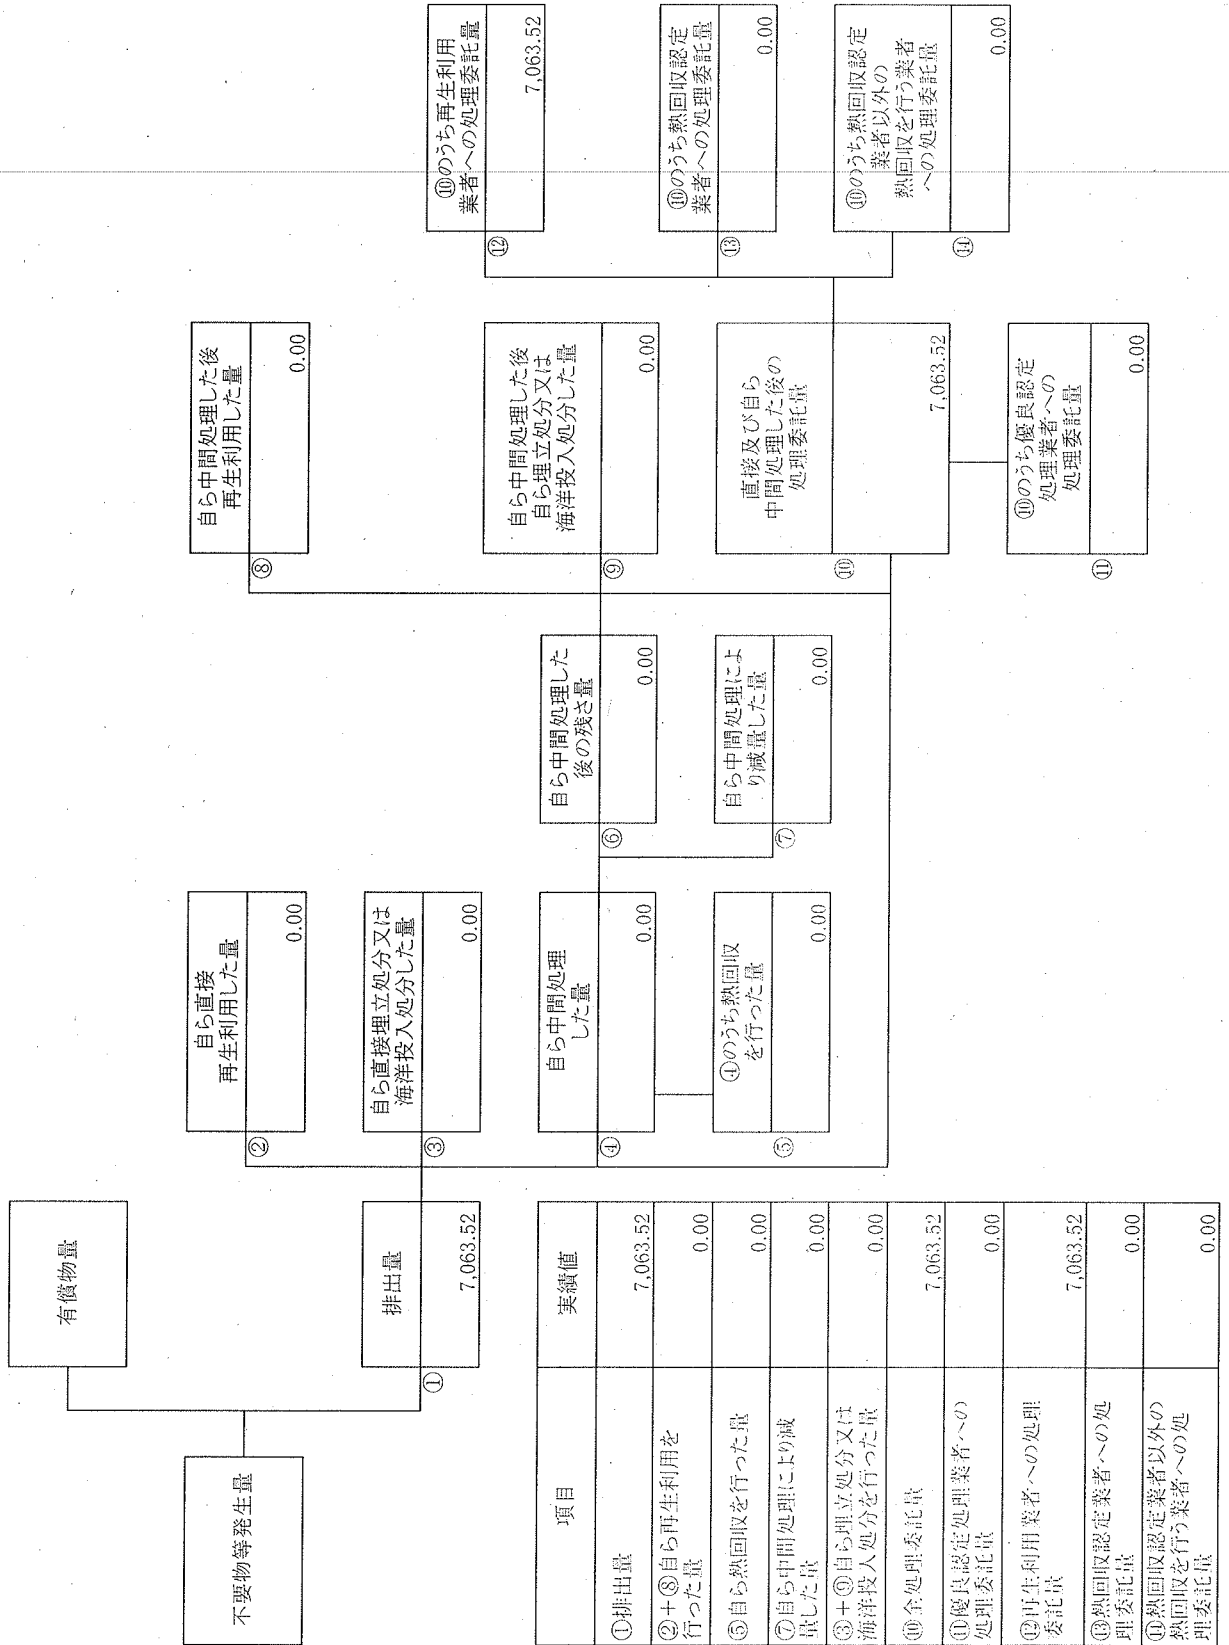 不要物等発生量
有償物量
排出量
①
7,063.52
自ら直接
再生利用した量
②
0.00
自ら直接埋立処分又は
海洋投入処分した量
③
0.00
自ら中間処理
した量
④
0.00
④のうち熱回収
を行った量
⑤
0.00
自ら中間処理した
後の残さ量
⑥
0.00
自ら中間処理によ
り減量した量
⑦
0.00
自ら中間処理した後
再生利用した量
⑧
0.00
自ら中間処理した後
自ら埋立処分又は
海洋投入処分した量
⑨
0.00
直接及び自ら
中間処理した後の
処理委託量
⑩
7,063.52
⑩のうち優良認定
処理業者への
処理委託量
⑪
0.00
⑩のうち再生利用
業者への処理委託量
⑫
7,063.52
⑩のうち熱回収認定
業者への処理委託量
⑬
0.00
⑩のうち熱回収認定
業者以外の
熱回収を行う業者
への処理委託量
⑭
0.00
項目 実績値
①排出量 7,063.52
②+⑧自ら再生利用を
行った量 0.00
⑤自ら熱回収を行った量 0.00
⑦自ら中間処理により減
量した量 0.00
③+⑨自ら埋立処分又は
海洋投入処分を行った量 0.00
⑩全処理委託量 7,063.52
⑪優良認定処理業者への
処理委託量 0.00
⑫再生利用業者への処理
委託量 7,063.52
⑬熱回収認定業者への処
理委託量 0.00
⑭熱回収認定業者以外の
熱回収を行う業者への処
理委託量 0.00